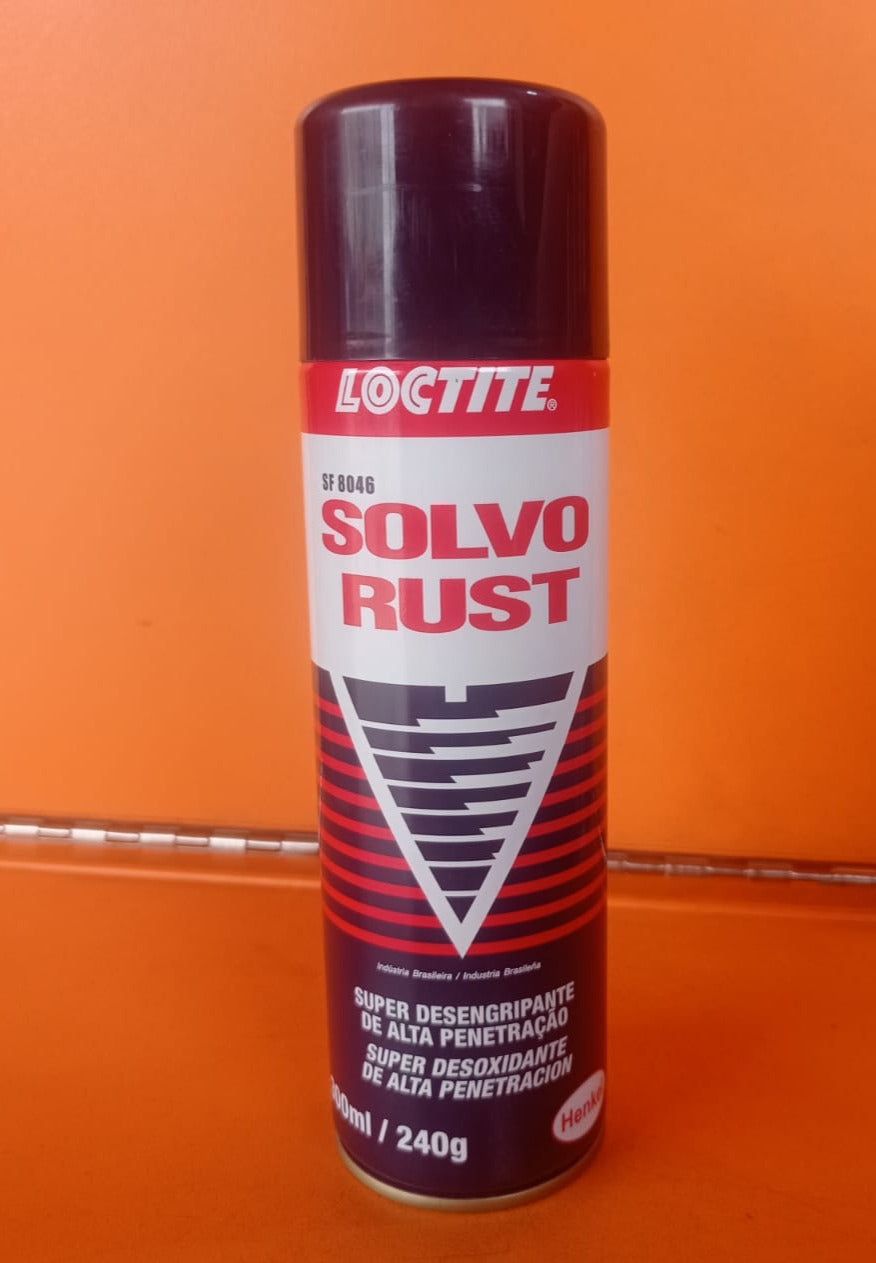 LOCTITE®
SF 8046
SOLVO
RUST
Indústria Brasileira / Industria Brasileña
SUPER DESENGRIPANTE
DE ALTA PENETRAÇÃO
SUPER DESOXIDANTE
DE ALTA PENETRACION
Henkel
/ 240g